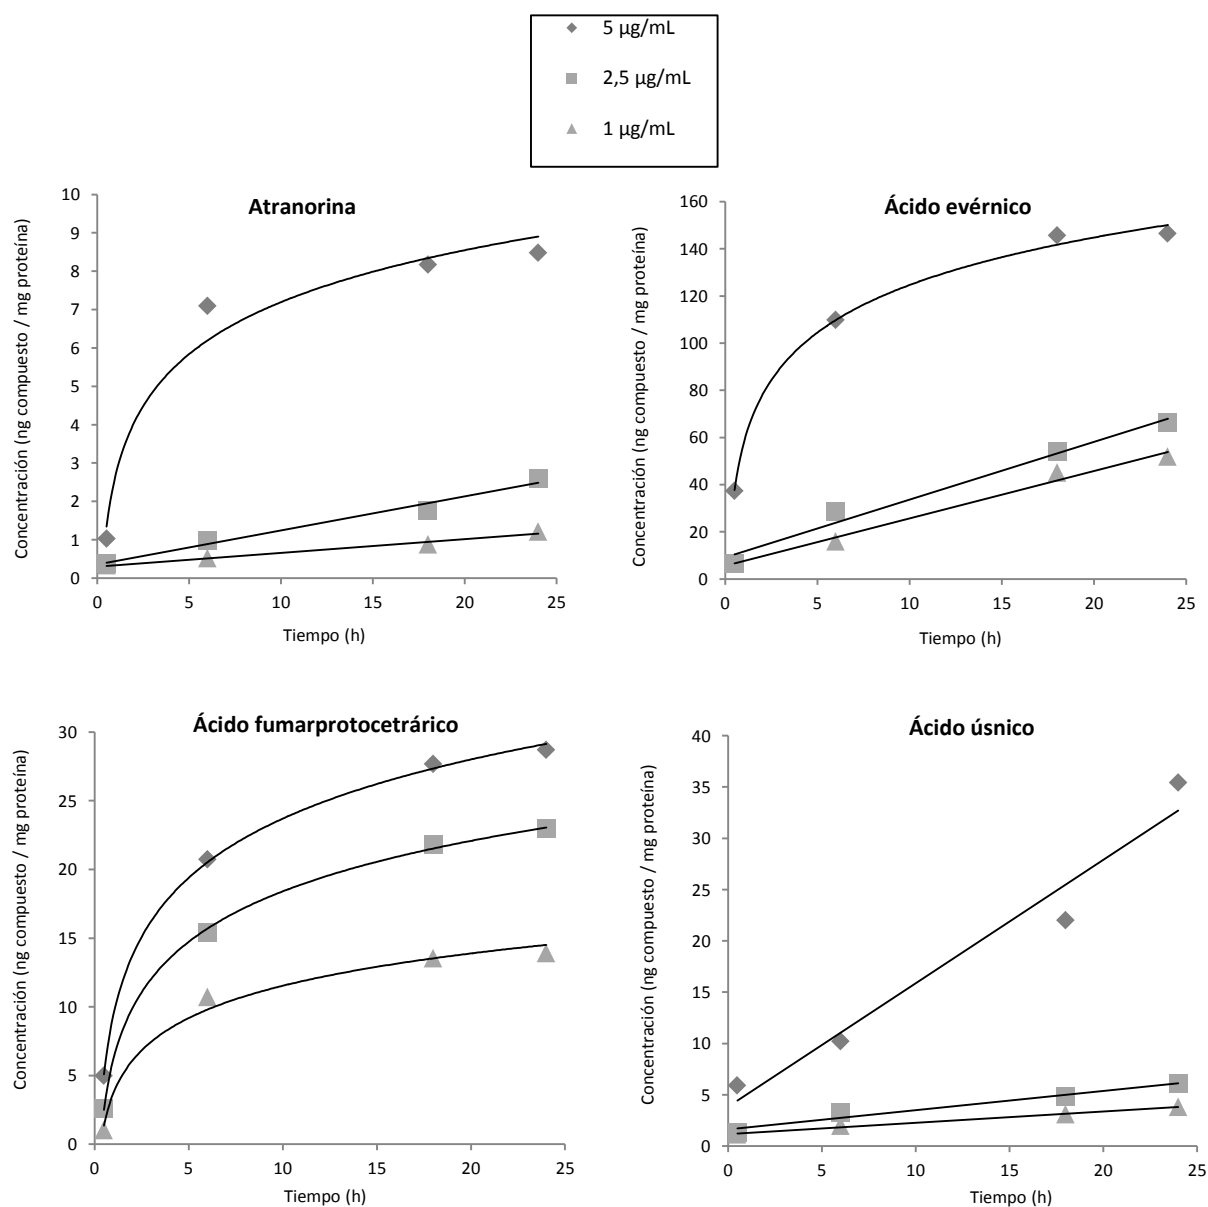 5 µg/mL
2,5 µg/mL
1 µg/mL
Atranorina
Concentración (ng compuesto / mg proteína)
10
9
8
7
6
5
4
3
2
1
0
0 5 10 15 20 25
Tiempo (h)
Ácido evérnico
Concentración (ng compuesto / mg proteína)
160
140
120
100
80
60
40
20
0
0 5 10 15 20 25
Tiempo (h)
Ácido fumarprotocetrárico
Concentración (ng compuesto / mg proteína)
30
25
20
15
10
5
0
0 5 10 15 20 25
Tiempo (h)
Ácido úsnico
Concentración (ng compuesto / mg proteína)
40
35
30
25
20
15
10
5
0
0 5 10 15 20 25
Tiempo (h)